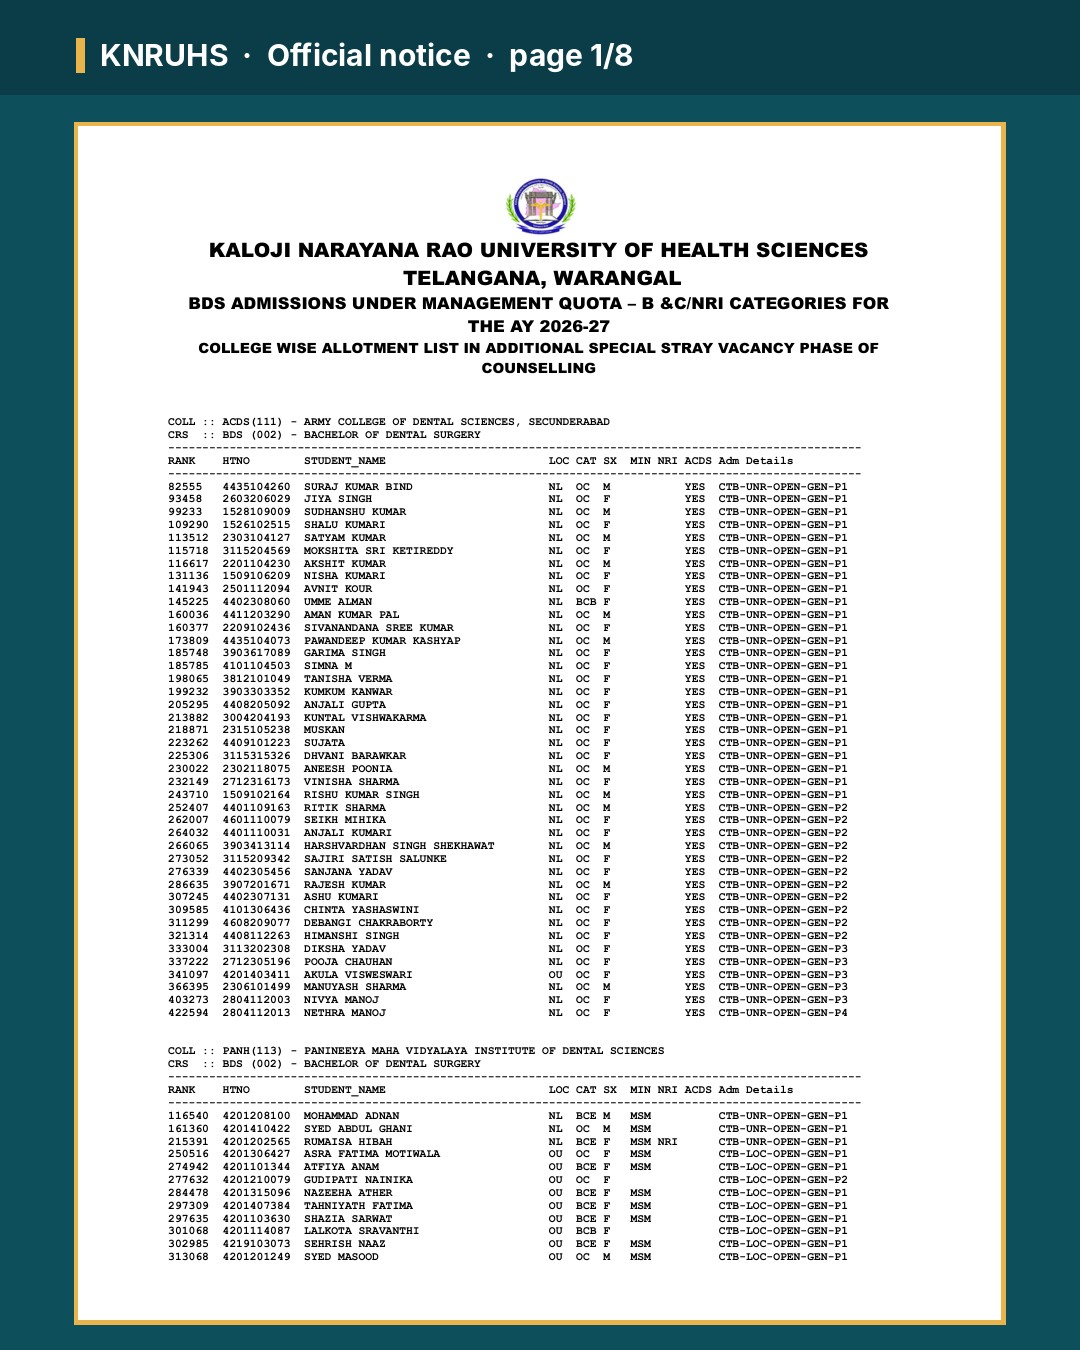 KNRUHS · Official notice · page 1/8
KALOJI NARAYANA RAO UNIVERSITY OF HEALTH SCIENCES
TELANGANA, WARANGAL
BDS ADMISSIONS UNDER MANAGEMENT QUOTA – B &C/NRI CATEGORIES FOR
THE AY 2026-27
COLLEGE WISE ALLOTMENT LIST IN ADDITIONAL SPECIAL STRAY VACANCY PHASE OF
COUNSELLING
COLL :: ACDS(111) - ARMY COLLEGE OF DENTAL SCIENCES, SECUNDERABAD
CRS :: BDS (002) - BACHELOR OF DENTAL SURGERY
RANK HTNO STUDENT_NAME LOC CAT SX MIN NRI ACDS Adm Details
82555 4435104260 SURAJ KUMAR BIND NL OC M YES CTB-UNR-OPEN-GEN-P1
93458 2603206029 JIYA SINGH NL OC F YES CTB-UNR-OPEN-GEN-P1
99233 1528109009 SUDHANSHU KUMAR NL OC M YES CTB-UNR-OPEN-GEN-P1
109290 1526102515 SHALU KUMARI NL OC F YES CTB-UNR-OPEN-GEN-P1
113512 2303104127 SATYAM KUMAR NL OC M YES CTB-UNR-OPEN-GEN-P1
115718 3115204569 MOKSHITA SRI KETIREDDY NL OC F YES CTB-UNR-OPEN-GEN-P1
116617 2201104230 AKSHIT KUMAR NL OC M YES CTB-UNR-OPEN-GEN-P1
131136 1509106209 NISHA KUMARI NL OC F YES CTB-UNR-OPEN-GEN-P1
141943 2501112094 AVNIT KOUR NL OC F YES CTB-UNR-OPEN-GEN-P1
145225 4402308060 UMME ALMAN NL BCB F YES CTB-UNR-OPEN-GEN-P1
160036 4411203290 AMAN KUMAR PAL NL OC M YES CTB-UNR-OPEN-GEN-P1
160377 2209102436 SIVANANDANA SREE KUMAR NL OC F YES CTB-UNR-OPEN-GEN-P1
173809 4435104073 PAWANDEEP KUMAR KASHYAP NL OC M YES CTB-UNR-OPEN-GEN-P1
185748 3903617089 GARIMA SINGH NL OC F YES CTB-UNR-OPEN-GEN-P1
185785 4101104503 SIMNA M NL OC F YES CTB-UNR-OPEN-GEN-P1
198065 3812101049 TANISHA VERMA NL OC F YES CTB-UNR-OPEN-GEN-P1
199232 3903303352 KUMKUM KANWAR NL OC F YES CTB-UNR-OPEN-GEN-P1
205295 4408205092 ANJALI GUPTA NL OC F YES CTB-UNR-OPEN-GEN-P1
213882 3004204193 KUNTAL VISHWAKARMA NL OC F YES CTB-UNR-OPEN-GEN-P1
218871 2315105238 MUSKAN NL OC F YES CTB-UNR-OPEN-GEN-P1
223262 4409101223 SUJATA NL OC F YES CTB-UNR-OPEN-GEN-P1
225306 3115315326 DHVANI BARAWKAR NL OC F YES CTB-UNR-OPEN-GEN-P1
230022 2302118075 ANEESH POONIA NL OC M YES CTB-UNR-OPEN-GEN-P1
232149 2712316173 VINISHA SHARMA NL OC F YES CTB-UNR-OPEN-GEN-P1
243710 1509102164 RISHU KUMAR SINGH NL OC M YES CTB-UNR-OPEN-GEN-P1
252407 4401109163 RITIK SHARMA NL OC M YES CTB-UNR-OPEN-GEN-P2
262007 4601110079 SEIKH MIHIKA NL OC F YES CTB-UNR-OPEN-GEN-P2
264032 4401110031 ANJALI KUMARI NL OC F YES CTB-UNR-OPEN-GEN-P2
266065 3903413114 HARSHVARDHAN SINGH SHEKHAWAT NL OC M YES CTB-UNR-OPEN-GEN-P2
273052 3115209342 SAJIRI SATISH SALUNKE NL OC F YES CTB-UNR-OPEN-GEN-P2
276339 4402305456 SANJANA YADAV NL OC F YES CTB-UNR-OPEN-GEN-P2
286635 3907201671 RAJESH KUMAR NL OC M YES CTB-UNR-OPEN-GEN-P2
307245 4402307131 ASHU KUMARI NL OC F YES CTB-UNR-OPEN-GEN-P2
309585 4101306436 CHINTA YASHASWINI NL OC F YES CTB-UNR-OPEN-GEN-P2
311299 4608209077 DEBANGI CHAKRABORTY NL OC F YES CTB-UNR-OPEN-GEN-P2
321314 4408112263 HIMANSHI SINGH NL OC F YES CTB-UNR-OPEN-GEN-P2
333004 3113202308 DIKSHA YADAV NL OC F YES CTB-UNR-OPEN-GEN-P3
337222 2712305196 POOJA CHAUHAN NL OC F YES CTB-UNR-OPEN-GEN-P3
341097 4201403411 AKULA VISWESWARI OU OC F YES CTB-UNR-OPEN-GEN-P3
366395 2306101499 MANUYASH SHARMA NL OC M YES CTB-UNR-OPEN-GEN-P3
403273 2804112003 NIVYA MANOJ NL OC F YES CTB-UNR-OPEN-GEN-P3
422594 2804112013 NETHRA MANOJ NL OC F YES CTB-UNR-OPEN-GEN-P4
COLL :: PANH(113) - PANINEEYA MAHA VIDYALAYA INSTITUTE OF DENTAL SCIENCES
CRS :: BDS (002) - BACHELOR OF DENTAL SURGERY
RANK HTNO STUDENT_NAME LOC CAT SX MIN NRI ACDS Adm Details
116540 4201208100 MOHAMMAD ADNAN NL BCE M MSM CTB-UNR-OPEN-GEN-P1
161360 4201410422 SYED ABDUL GHANI NL OC M MSM CTB-UNR-OPEN-GEN-P1
215391 4201202565 RUMAISA HIBAH NL BCE F MSM NRI CTB-UNR-OPEN-GEN-P1
250516 4201306427 ASRA FATIMA MOTIWALA OU OC F MSM CTB-LOC-OPEN-GEN-P1
274942 4201101344 ATFIYA ANAM OU BCE F MSM CTB-LOC-OPEN-GEN-P1
277632 4201210079 GUDIPATI NAINIKA OU OC F CTB-LOC-OPEN-GEN-P2
284478 4201315096 NAZEEHA ATHER OU BCE F MSM CTB-LOC-OPEN-GEN-P1
297309 4201407384 TAHNIYATH FATIMA OU BCE F MSM CTB-LOC-OPEN-GEN-P1
297635 4201103630 SHAZIA SARWAT OU BCE F MSM CTB-LOC-OPEN-GEN-P1
301068 4201114087 LALKOTA SRAVANTHI OU BCB F CTB-LOC-OPEN-GEN-P1
302985 4219103073 SEHRISH NAAZ OU BCE F MSM CTB-LOC-OPEN-GEN-P1
313068 4201201249 SYED MASOOD OU OC M MSM CTB-LOC-OPEN-GEN-P1